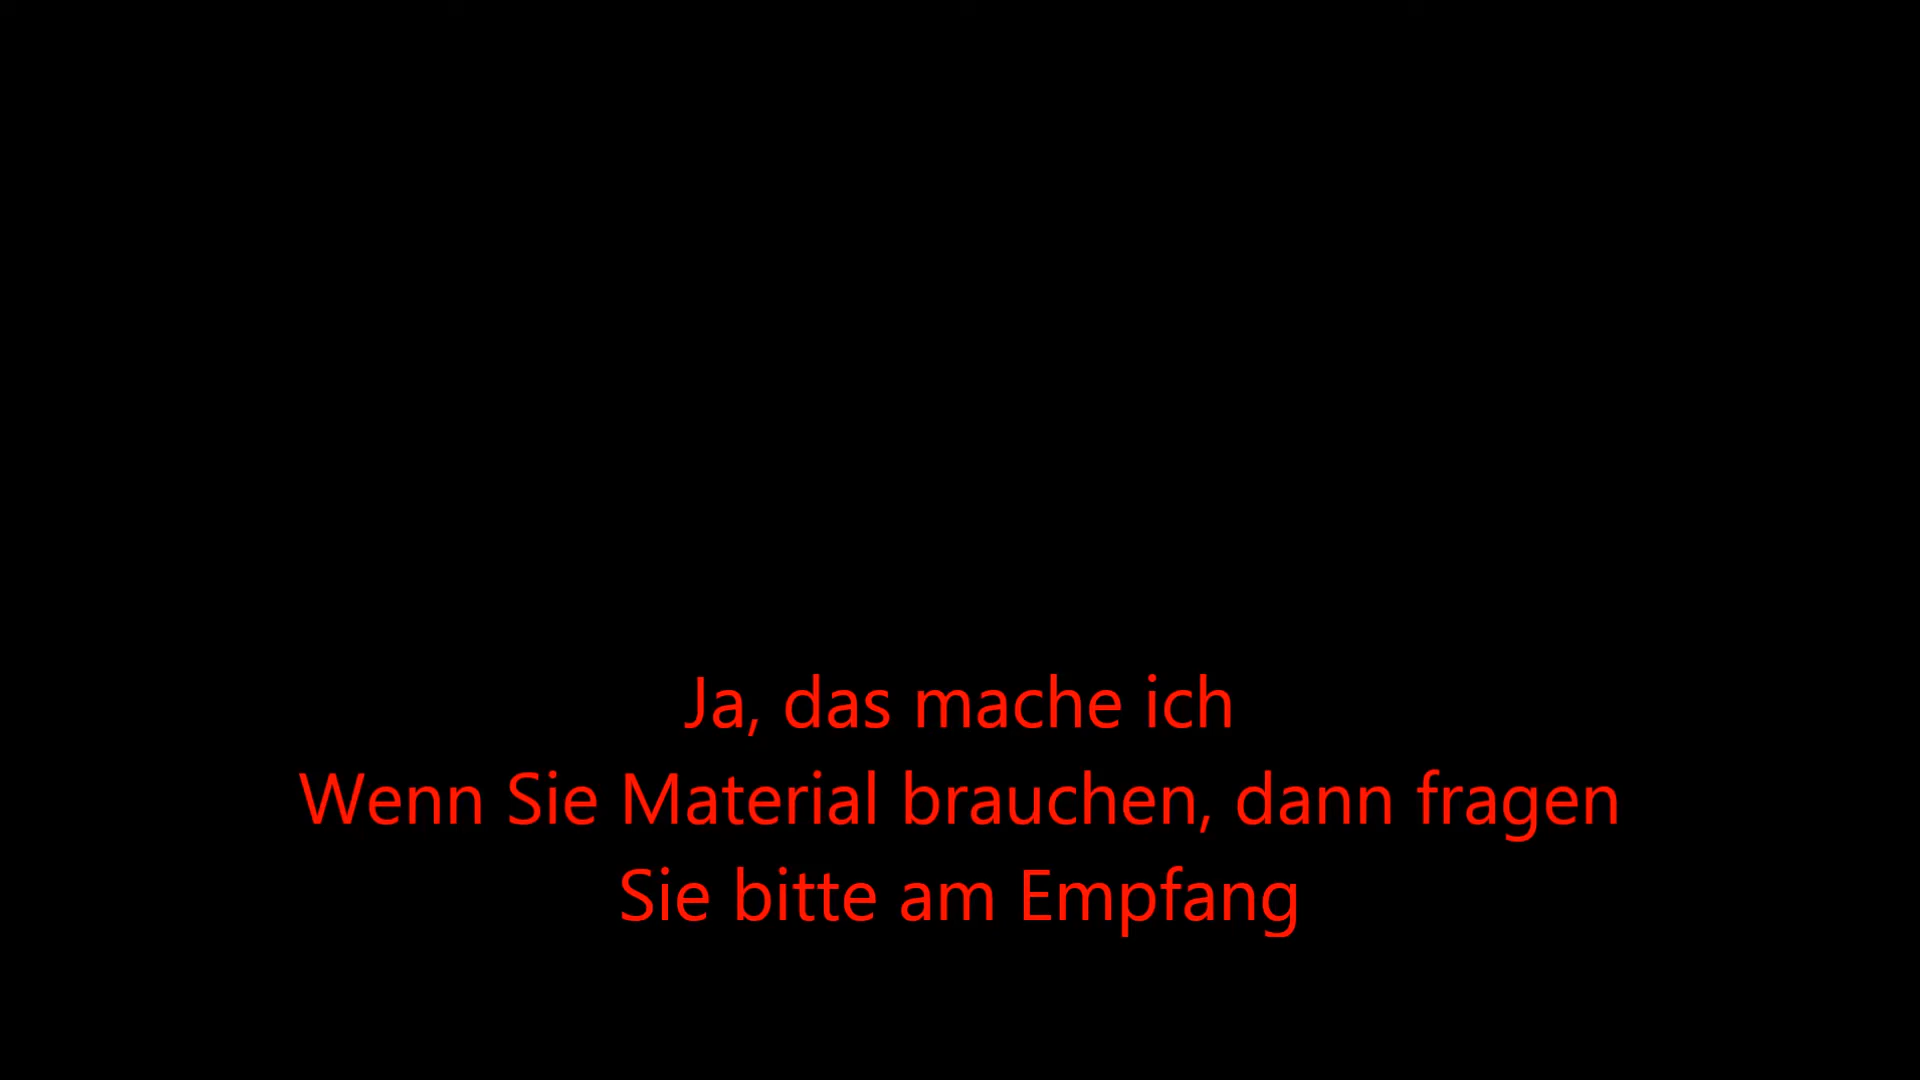 Ja, das mache ich
Wenn Sie Material brauchen, dann fragen
Sie bitte am Empfang